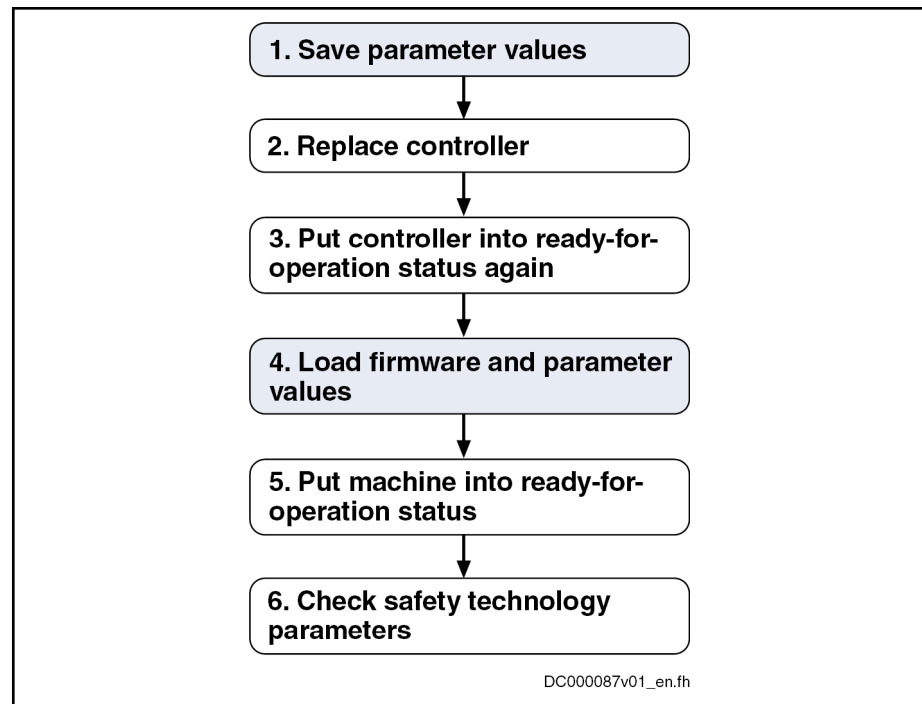 1. Save parameter values
2. Replace controller
3. Put controller into ready-for-
operation status again
4. Load firmware and parameter
values
5. Put machine into ready-for-
operation status
6. Check safety technology
parameters
DC000087v01_en.fh